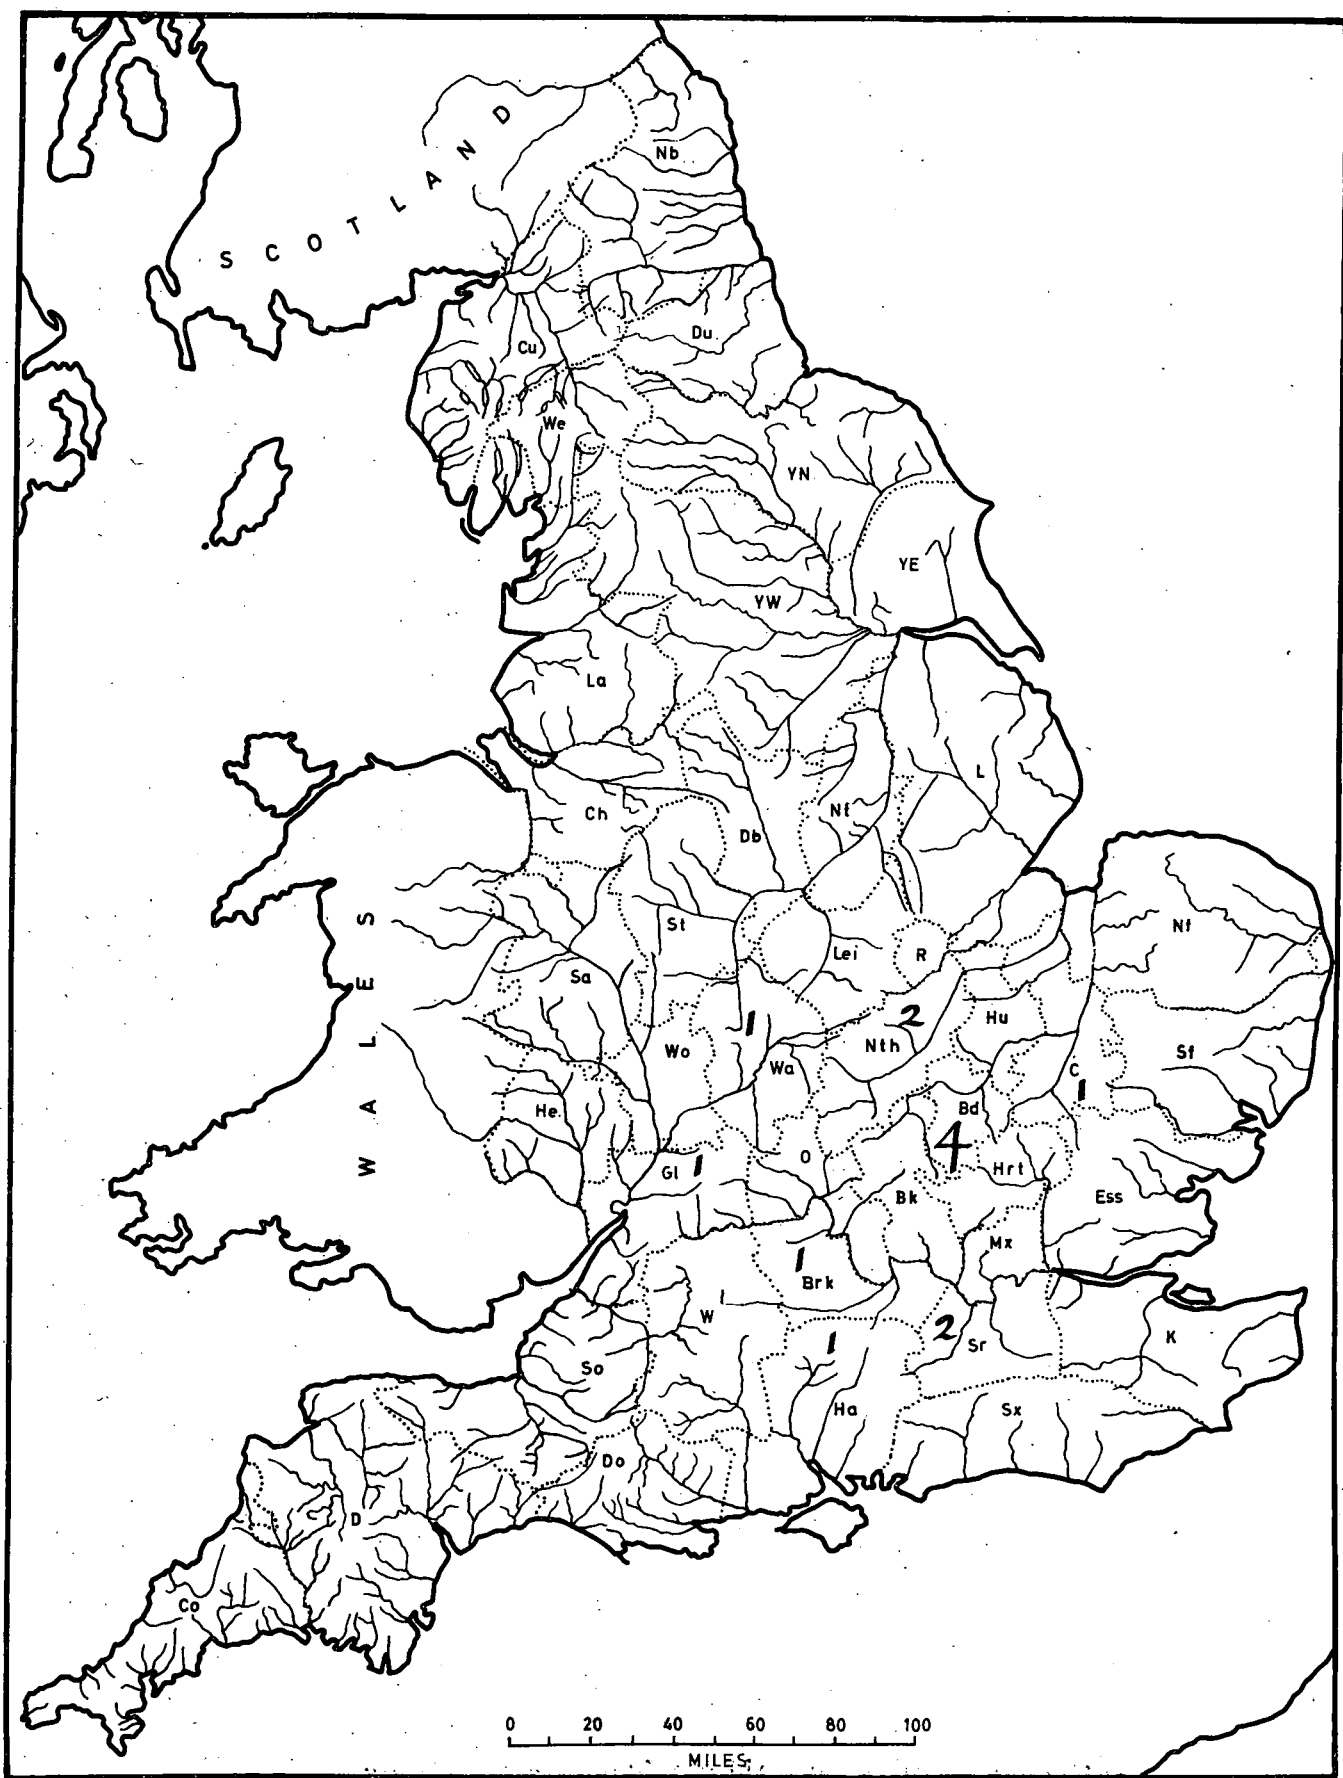 SCOTLAND
Nb
Du
Cu
We
YN
YE
YW
La
L
Ch
Nt
Db
St
Lei
R
Nf
Sa
1
2
Hu
Wo
Wa
Nth
C
1
Sf
He
Bd
4
Gl
1
O
Hrt
Bk
Ess
Mx
1
Brk
W
1
2
Sr
K
So
Ha
Sx
Do
D
Co
WALES
0 20 40 60 80 100
MILES